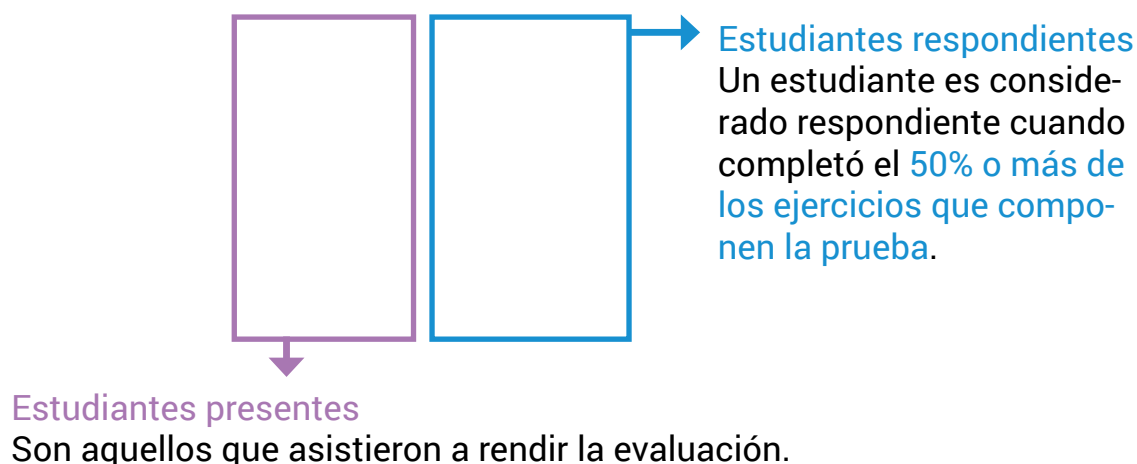 Estudiantes respondientes
Un estudiante es conside-
rado respondiente cuando
completó el 50% o más de
los ejercicios que compo-
nen la prueba.
Estudiantes presentes
Son aquellos que asistieron a rendir la evaluación.